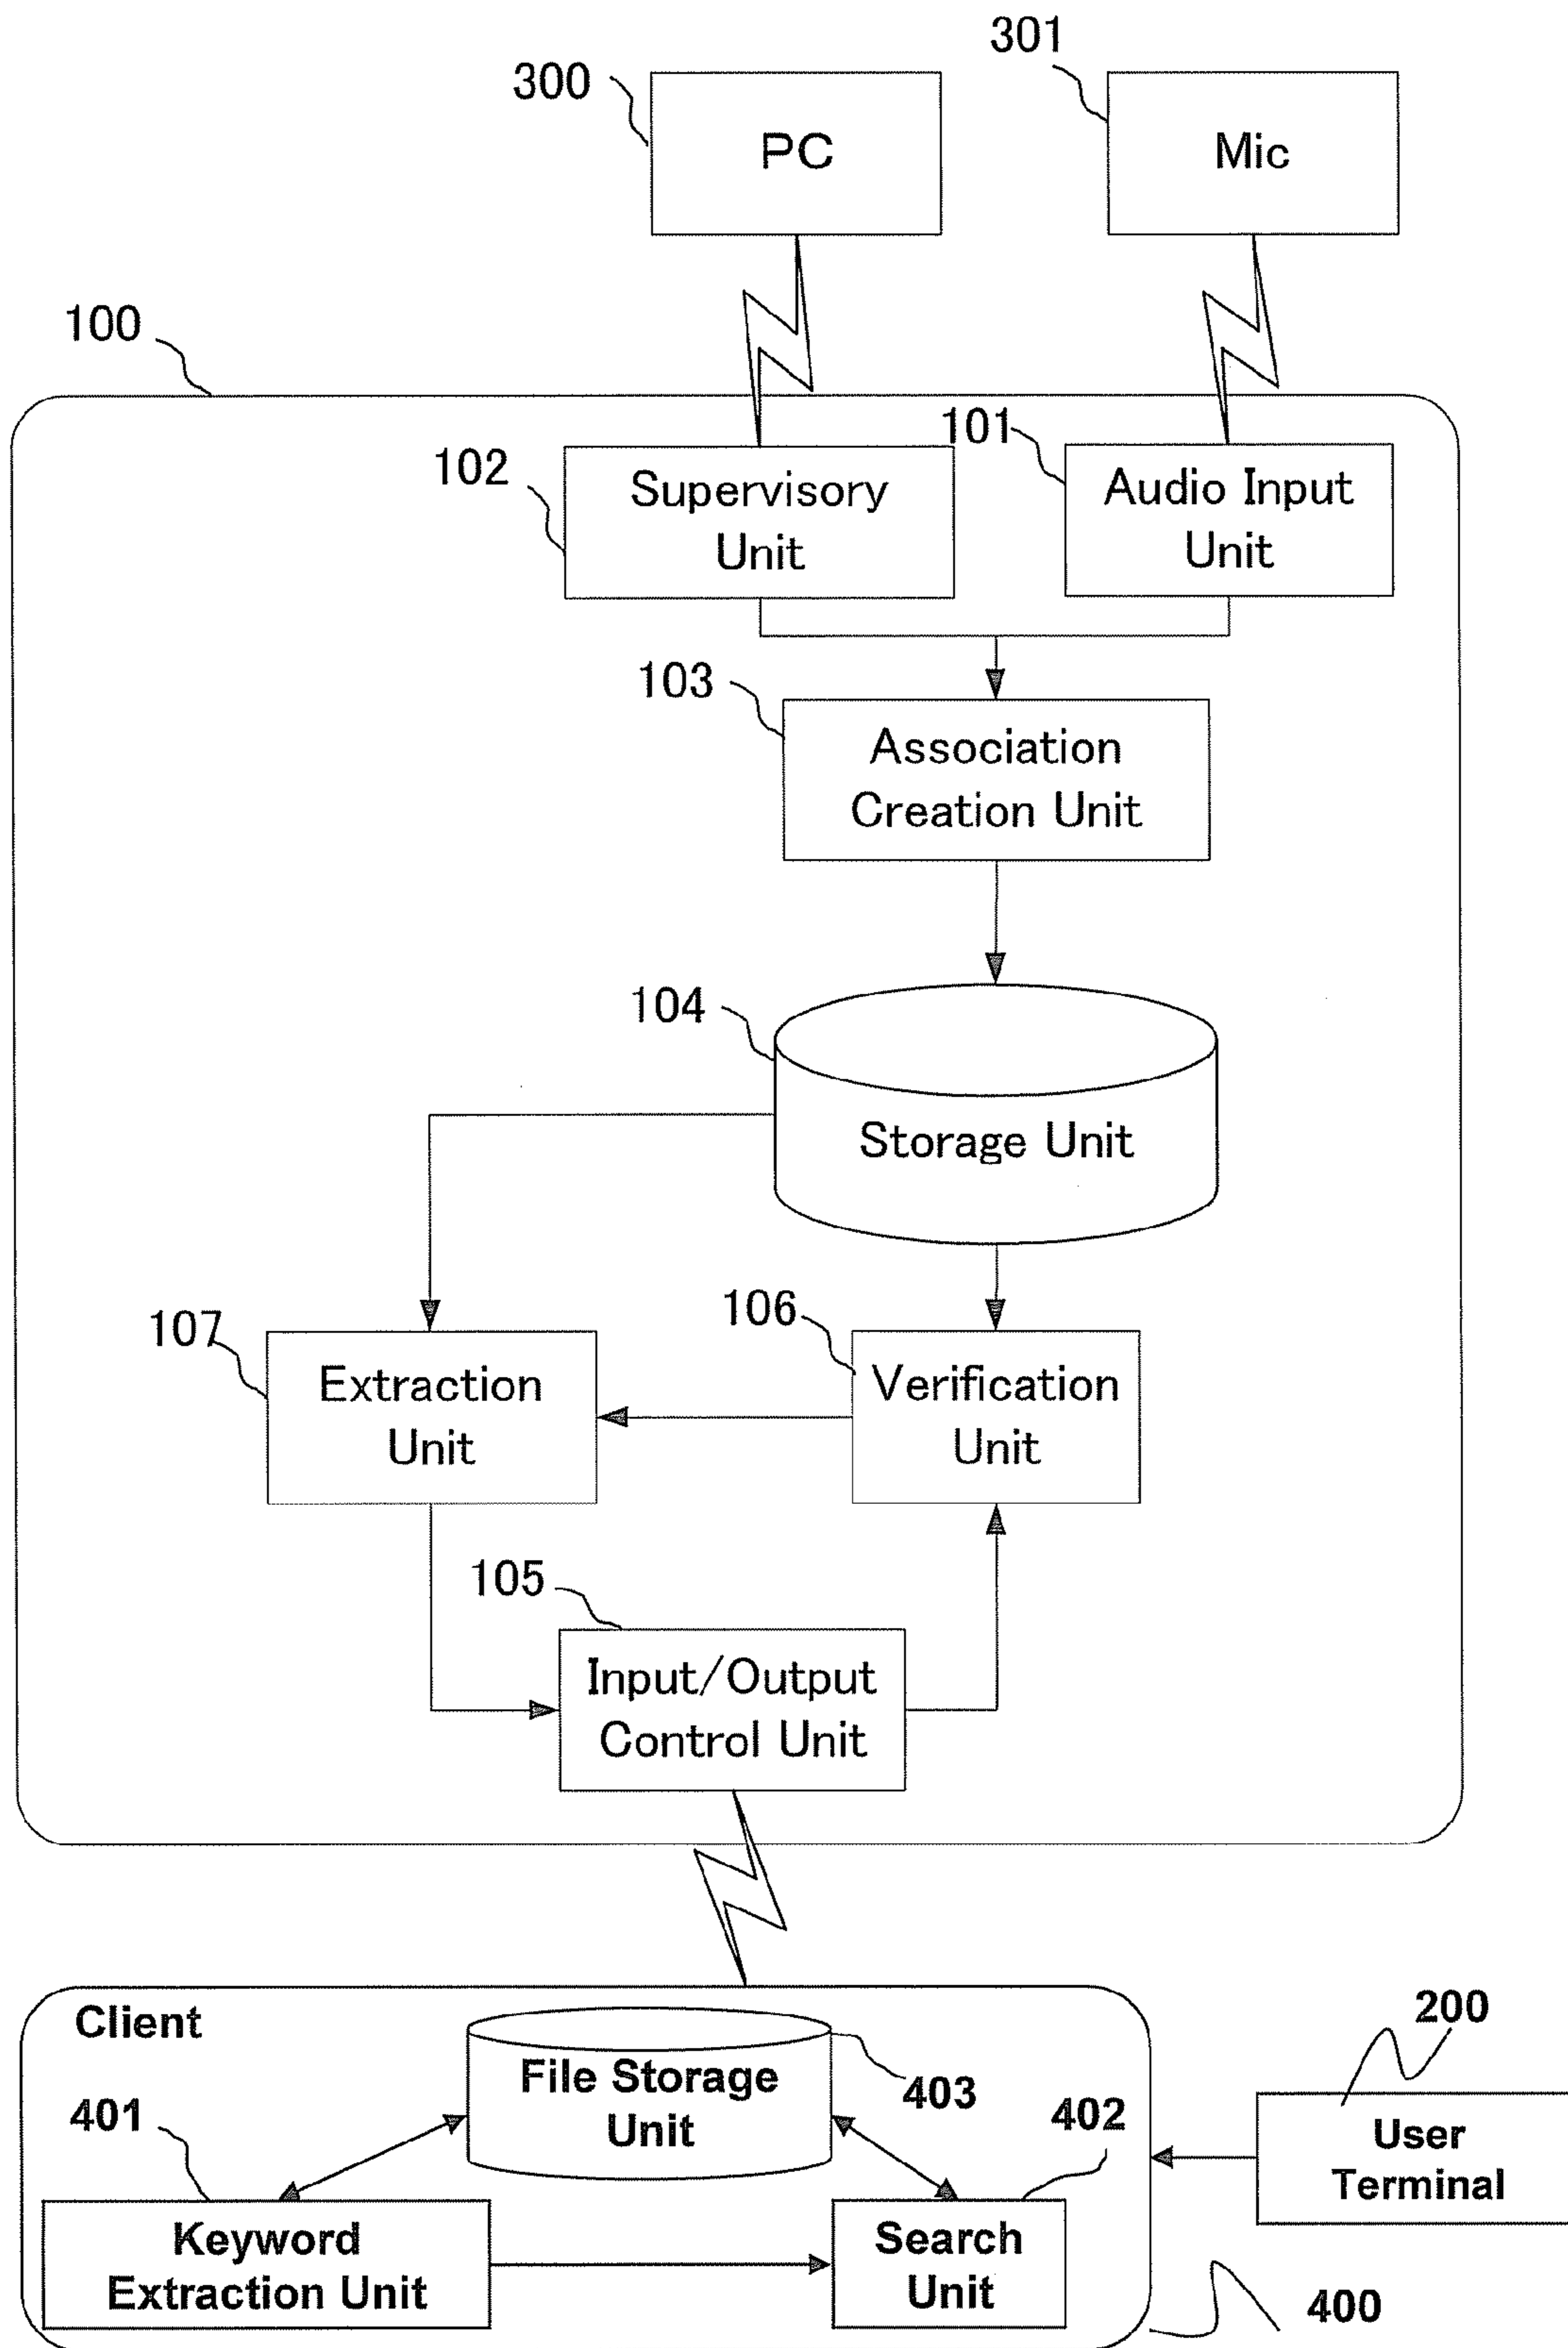 301
300
PC
Mic
100
101
102
Supervisory
Unit
Audio Input
Unit
103
Association
Creation Unit
104
Storage Unit
107
106
Extraction
Unit
Verification
Unit
105
Input/Output
Control Unit
Client
200
File Storage
Unit
403
401
402
User
Terminal
Keyword
Extraction Unit
Search
Unit
400